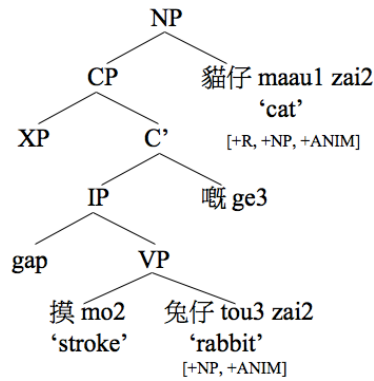 NP
CP 貓仔 maau1 zai2
‘cat’
[+R, +NP, +ANIM]
XP C’
IP 嘅 ge3
gap VP
摸 mo2 兔仔 tou3 zai2
‘stroke’ ‘rabbit’
[+NP, +ANIM]